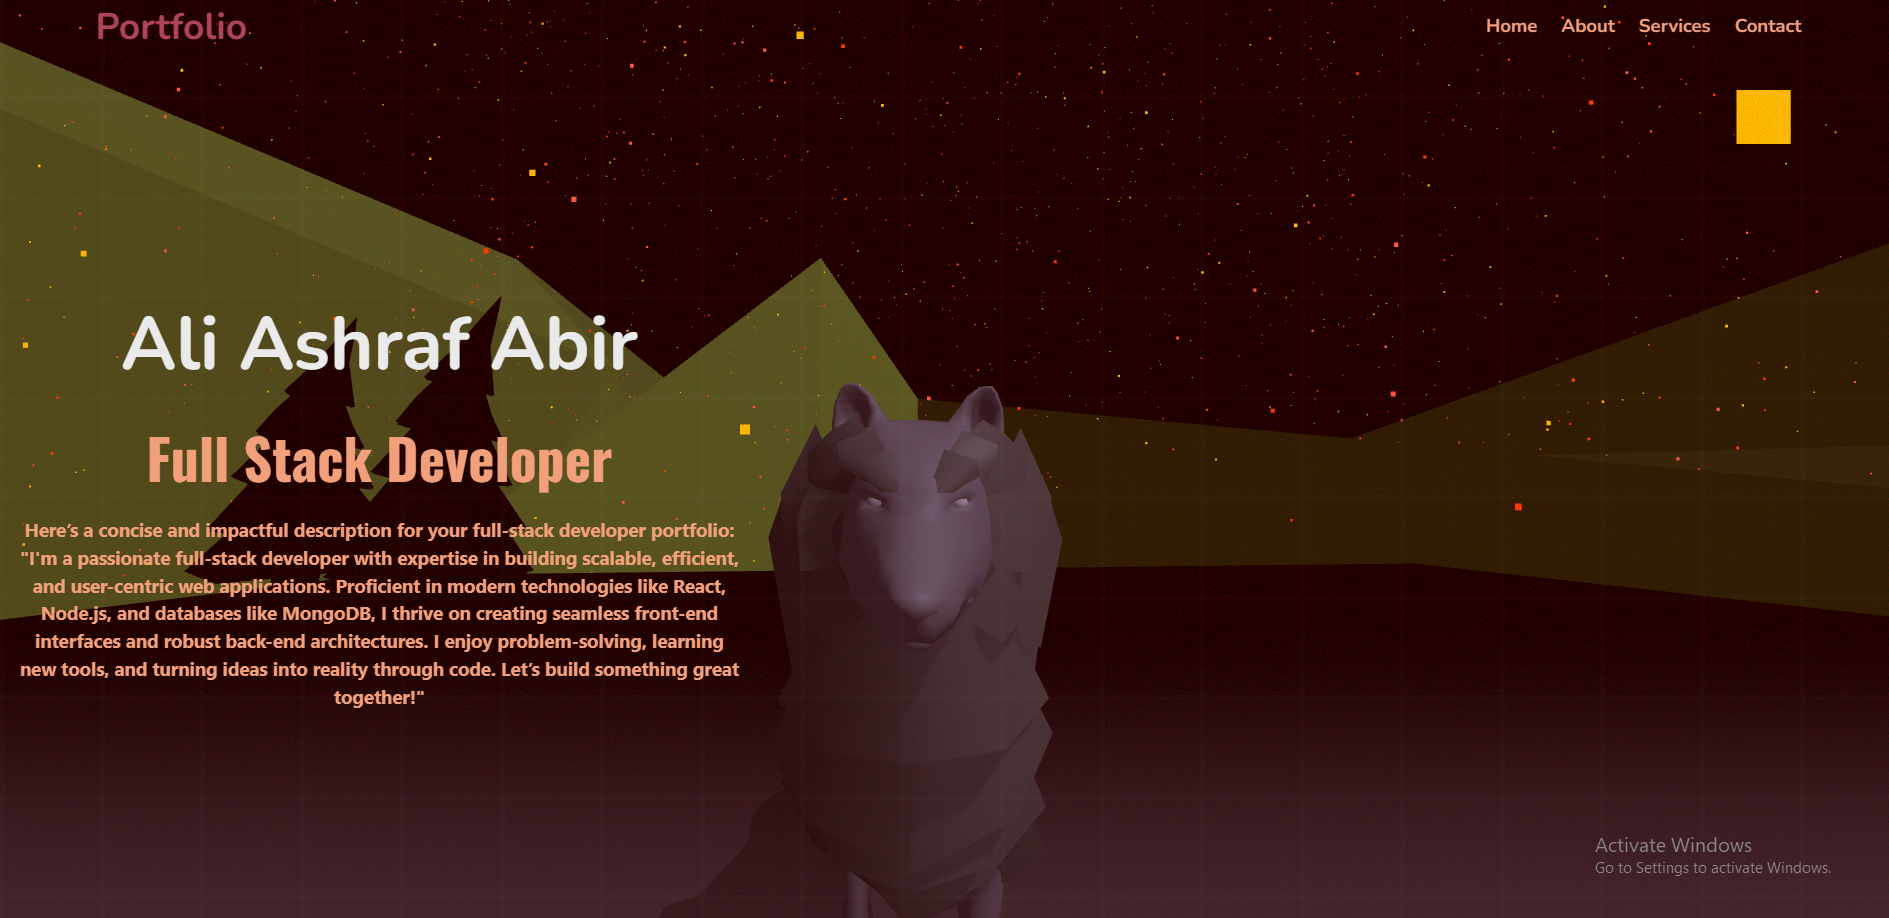 Portfolio
Home About Services Contact
Ali Ashraf Abir
Full Stack Developer
Here’s a concise and impactful description for your full-stack developer portfolio:
"I'm a passionate full-stack developer with expertise in building scalable, efficient,
and user-centric web applications. Proficient in modern technologies like React,
Node.js, and databases like MongoDB, I thrive on creating seamless front-end
interfaces and robust back-end architectures. I enjoy problem-solving, learning
new tools, and turning ideas into reality through code. Let’s build something great
together!"
Activate Windows
Go to Settings to activate Windows.